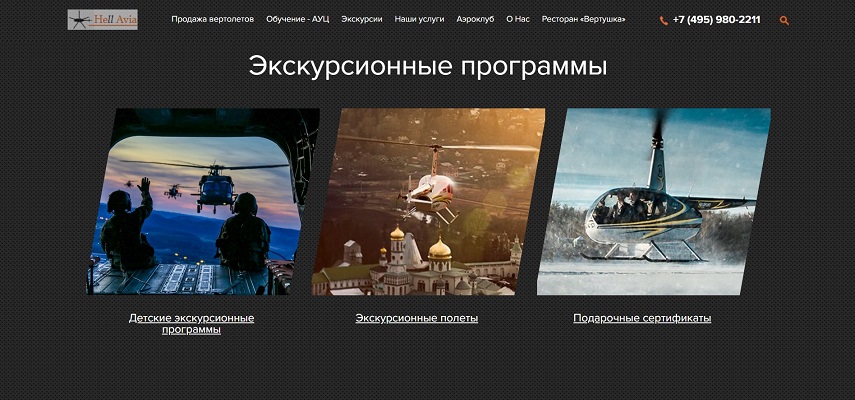 Hell Avia
Продажа вертолетов
Обучение - АУЦ
Экскурсии
Наши услуги
Аэроклуб
О Нас
Ресторан «Вертушка»
+7 (495) 980-2211
Экскурсионные программы
Детские экскурсионные
программы
Экскурсионные полеты
Подарочные сертификаты